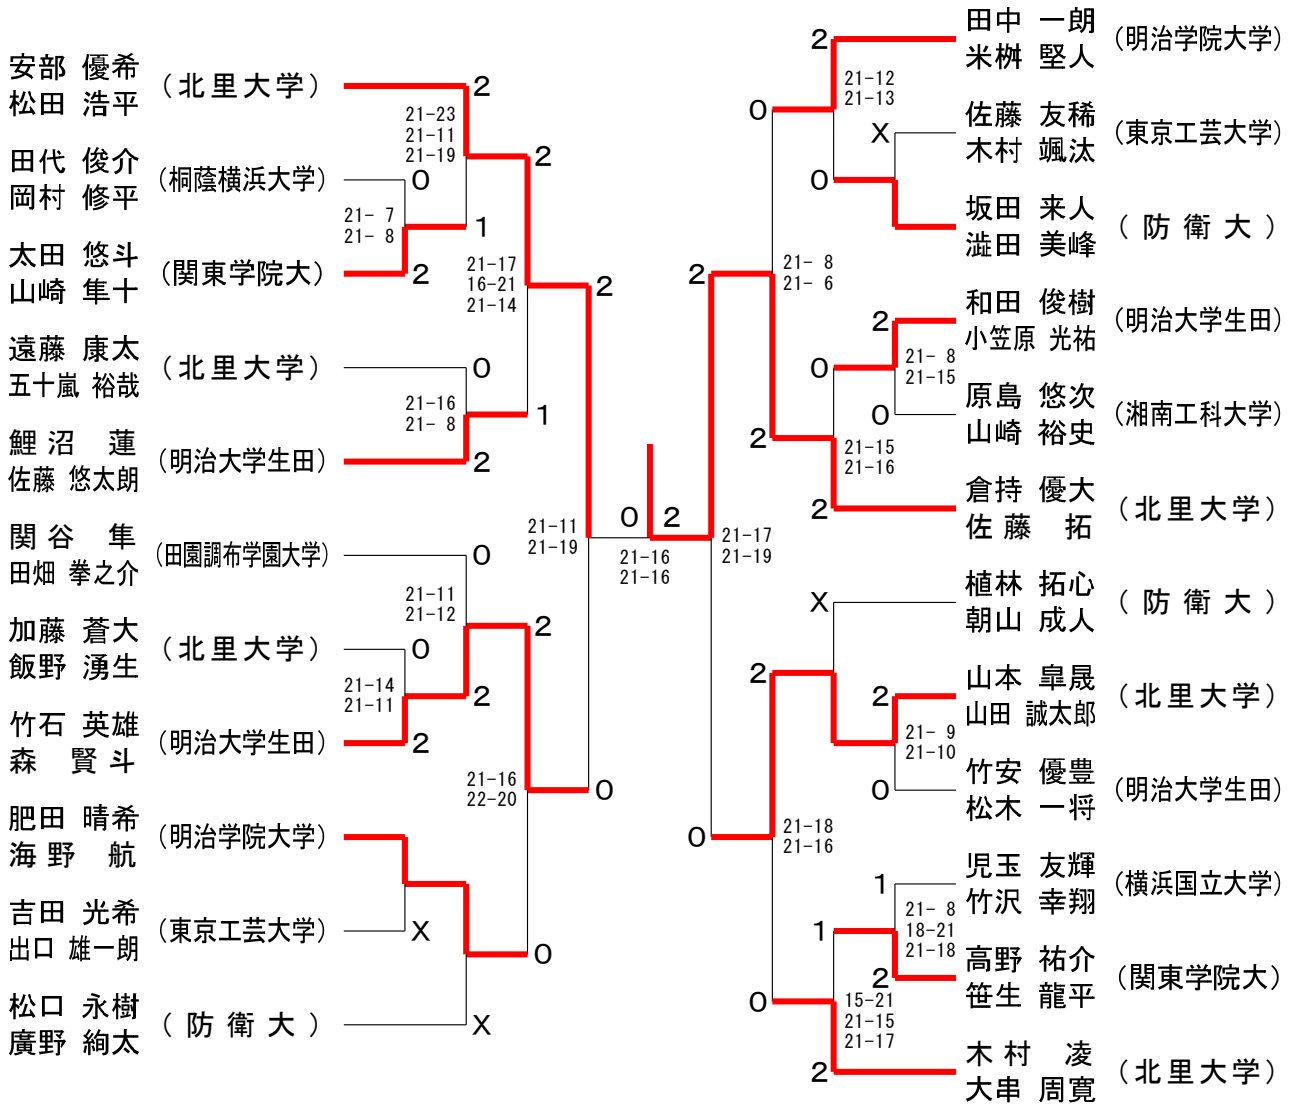 安部 優希
松田 浩平
(北里大学)
2
21-23
21-11
21-19
田代 俊介
岡村 修平
(桐蔭横浜大学)
0
21- 7
21- 8
太田 悠斗
山崎 隼十
(関東学院大)
2
1
2
21-17
16-21
21-14
遠藤 康太
五十嵐 裕哉
(北里大学)
0
21-16
21- 8
鯉沼 蓮
佐藤 悠太朗
(明治大学生田)
2
1
2
21-11
21-19
関谷 隼
田畑 拳之介
(田園調布学園大学)
0
21-11
21-12
加藤 蒼大
飯野 湧生
(北里大学)
0
21-14
21-11
竹石 英雄
森 賢斗
(明治大学生田)
2
2
2
21-16
22-20
肥田 晴希
海野 航
(明治学院大学)
吉田 光希
出口 雄一朗
(東京工芸大学)
X
松口 永樹
廣野 絢太
(防衛大)
X
0
0
0 2
21-16
21-16
田中 一朗
米桝 堅人
(明治学院大学)
2
21-12
21-13
佐藤 友稀
木村 颯汰
(東京工芸大学)
X
坂田 来人
澁田 美峰
(防衛大)
0
0
21- 8
21- 6
和田 俊樹
小笠原 光祐
(明治大学生田)
2
21- 8
21-15
原島 悠次
山崎 裕史
(湘南工科大学)
0
0
21-15
21-16
倉持 優大
佐藤 拓
(北里大学)
2
2
2
21-17
21-19
植林 拓心
朝山 成人
(防衛大)
X
山本 皐晟
山田 誠太郎
(北里大学)
2
21- 9
21-10
竹安 優豊
松木 一将
(明治大学生田)
0
2
21-18
21-16
児玉 友輝
竹沢 幸翔
(横浜国立大学)
1
21- 8
18-21
21-18
高野 祐介
笹生 龍平
(関東学院大)
2
1
15-21
21-15
21-17
木村 凌
大串 周寛
(北里大学)
2
0
0